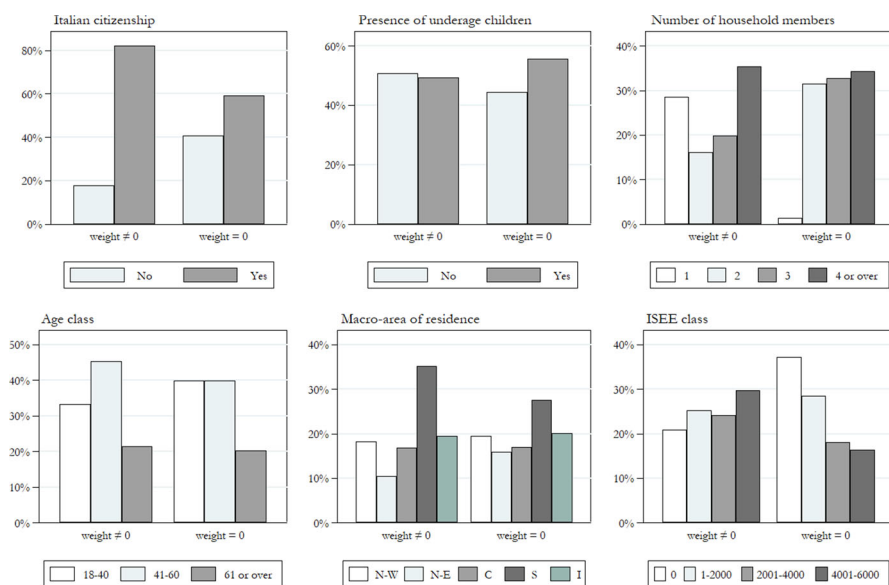 Italian citizenship
80%
60%
40%
20%
0%
weight ≠ 0 weight = 0
No Yes
Presence of underage children
60%
40%
20%
0%
weight ≠ 0 weight = 0
No Yes
Number of household members
40%
30%
20%
10%
0%
weight ≠ 0 weight = 0
1 2 3 4 or over
Age class
50%
40%
30%
20%
10%
0%
weight ≠ 0 weight = 0
18-40 41-60 61 or over
Macro-area of residence
40%
30%
20%
10%
0%
weight ≠ 0 weight = 0
N-W N-E C S I
ISEE class
40%
30%
20%
10%
0%
weight ≠ 0 weight = 0
0 1-2000 2001-4000 4001-6000